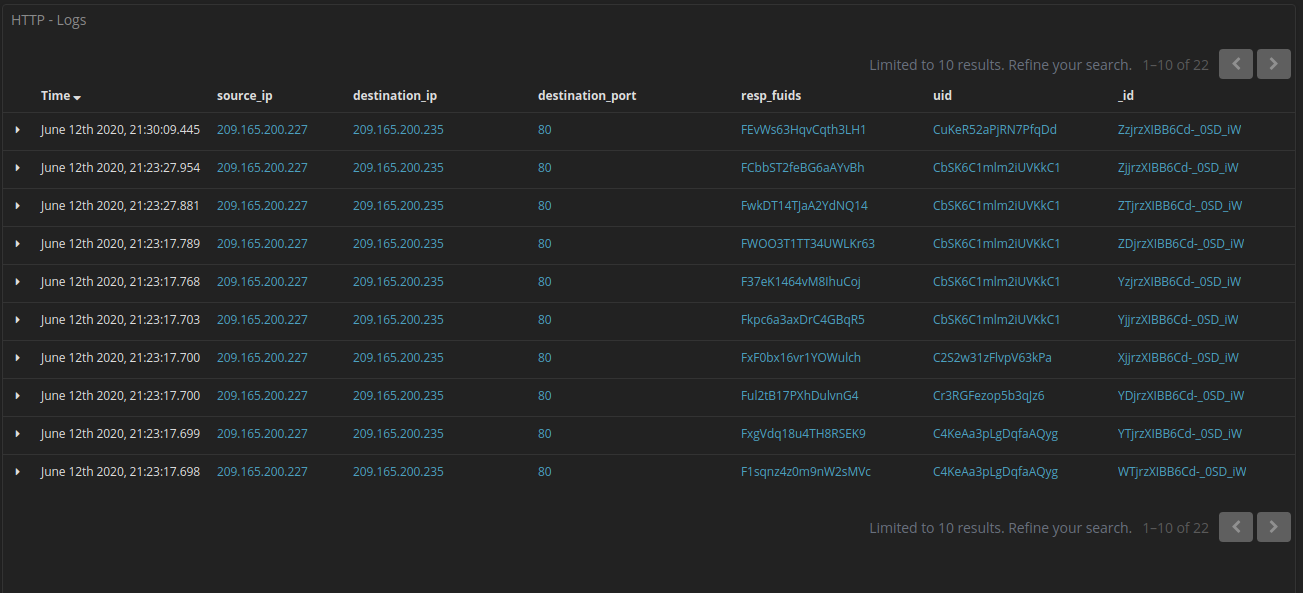 HTTP - Logs
Limited to 10 results. Refine your search. 1–10 of 22
Time source_ip destination_ip destination_port resp_fuids uid _id
June 12th 2020, 21:30:09.445 209.165.200.227 209.165.200.235 80 FEvWs63HqvCqth3LH1 CuKeR52aPjRN7PfqDd ZzjrzXIBB6Cd-_0SD_iW
June 12th 2020, 21:23:27.954 209.165.200.227 209.165.200.235 80 FCbbST2feBG6aAYvBh CbSK6C1mlm2iUVKkC1 ZjjrzXIBB6Cd-_0SD_iW
June 12th 2020, 21:23:27.881 209.165.200.227 209.165.200.235 80 FwkDT14TJaA2YdNQ14 CbSK6C1mlm2iUVKkC1 ZTjrzXIBB6Cd-_0SD_iW
June 12th 2020, 21:23:17.789 209.165.200.227 209.165.200.235 80 FWOO3T1TT34UWLKr63 CbSK6C1mlm2iUVKkC1 ZDjrzXIBB6Cd-_0SD_iW
June 12th 2020, 21:23:17.768 209.165.200.227 209.165.200.235 80 F37eK1464vM8IhuCoj CbSK6C1mlm2iUVKkC1 YzjrzXIBB6Cd-_0SD_iW
June 12th 2020, 21:23:17.703 209.165.200.227 209.165.200.235 80 Fkpc6a3axDrC4GBqR5 CbSK6C1mlm2iUVKkC1 YjjrzXIBB6Cd-_0SD_iW
June 12th 2020, 21:23:17.700 209.165.200.227 209.165.200.235 80 FxF0bx16vr1YOWulch C2S2w31zFlvpV63kPa XjjrzXIBB6Cd-_0SD_iW
June 12th 2020, 21:23:17.700 209.165.200.227 209.165.200.235 80 Ful2tB17PXhDulvnG4 Cr3RGFezop5b3qJz6 YDjrzXIBB6Cd-_0SD_iW
June 12th 2020, 21:23:17.699 209.165.200.227 209.165.200.235 80 FxgVdq18u4TH8RSEK9 C4KeAa3pLgDqfaAQyg YTjrzXIBB6Cd-_0SD_iW
June 12th 2020, 21:23:17.698 209.165.200.227 209.165.200.235 80 F1sqnz4z0m9nW2sMVc C4KeAa3pLgDqfaAQyg WTjrzXIBB6Cd-_0SD_iW
Limited to 10 results. Refine your search. 1–10 of 22